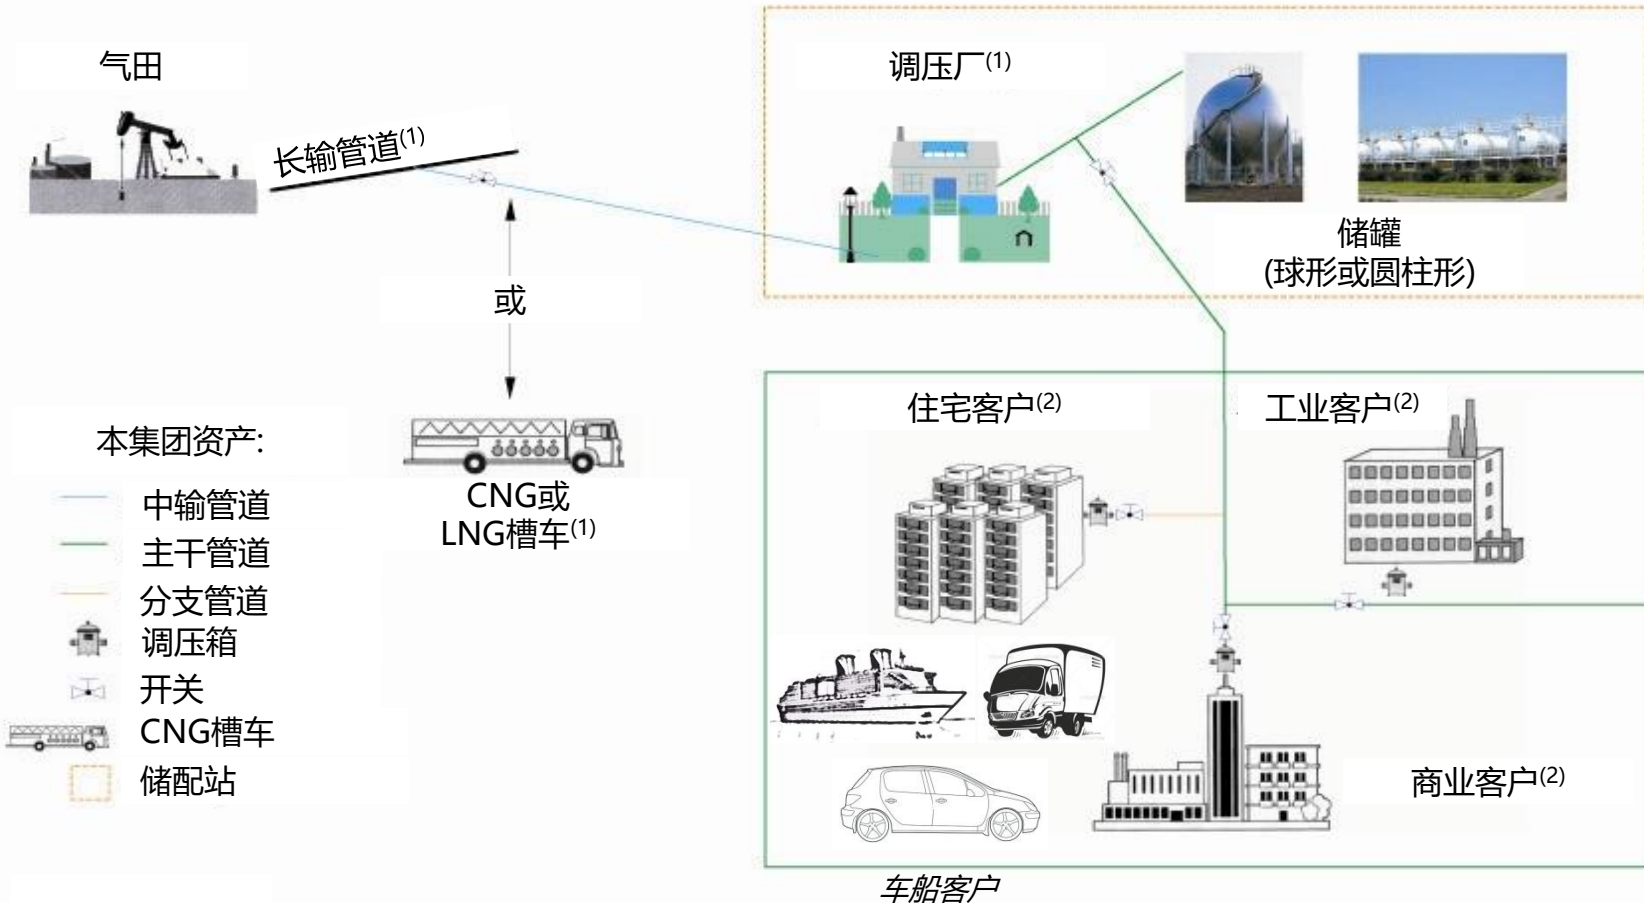 气田
长输管道(1)
或
CNG或
LNG槽车(1)
本集团资产:
中输管道
主干管道
分支管道
调压箱
开关
CNG槽车
储配站
调压厂(1)
储罐
(球形或圆柱形)
住宅客户(2)
工业客户(2)
商业客户(2)
车船客户